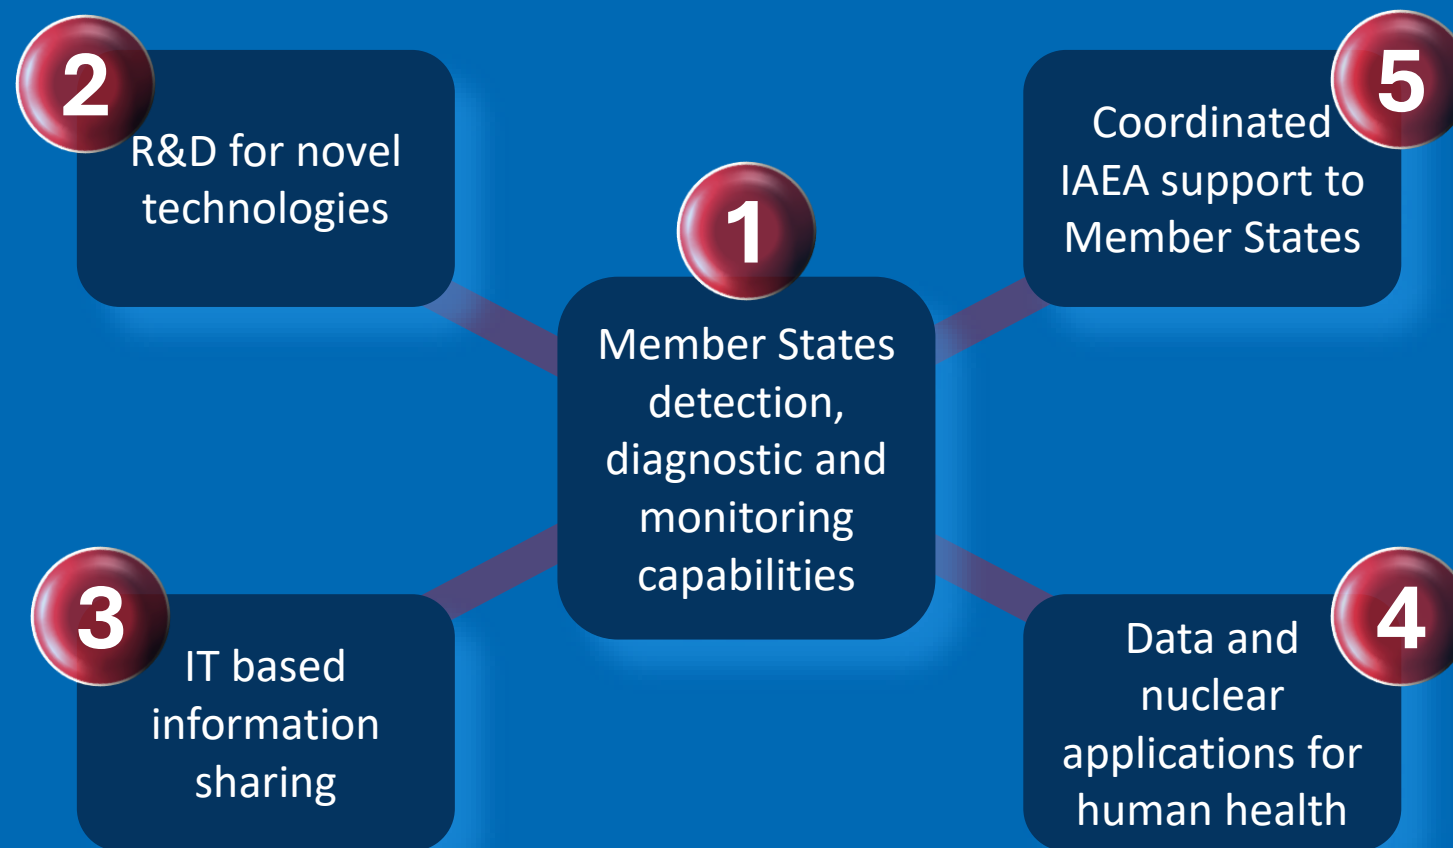 2
R&D for novel
technologies
5
Coordinated
IAEA support to
Member States
1
Member States
detection,
diagnostic and
monitoring
capabilities
3
IT based
information
sharing
4
Data and
nuclear
applications for
human health